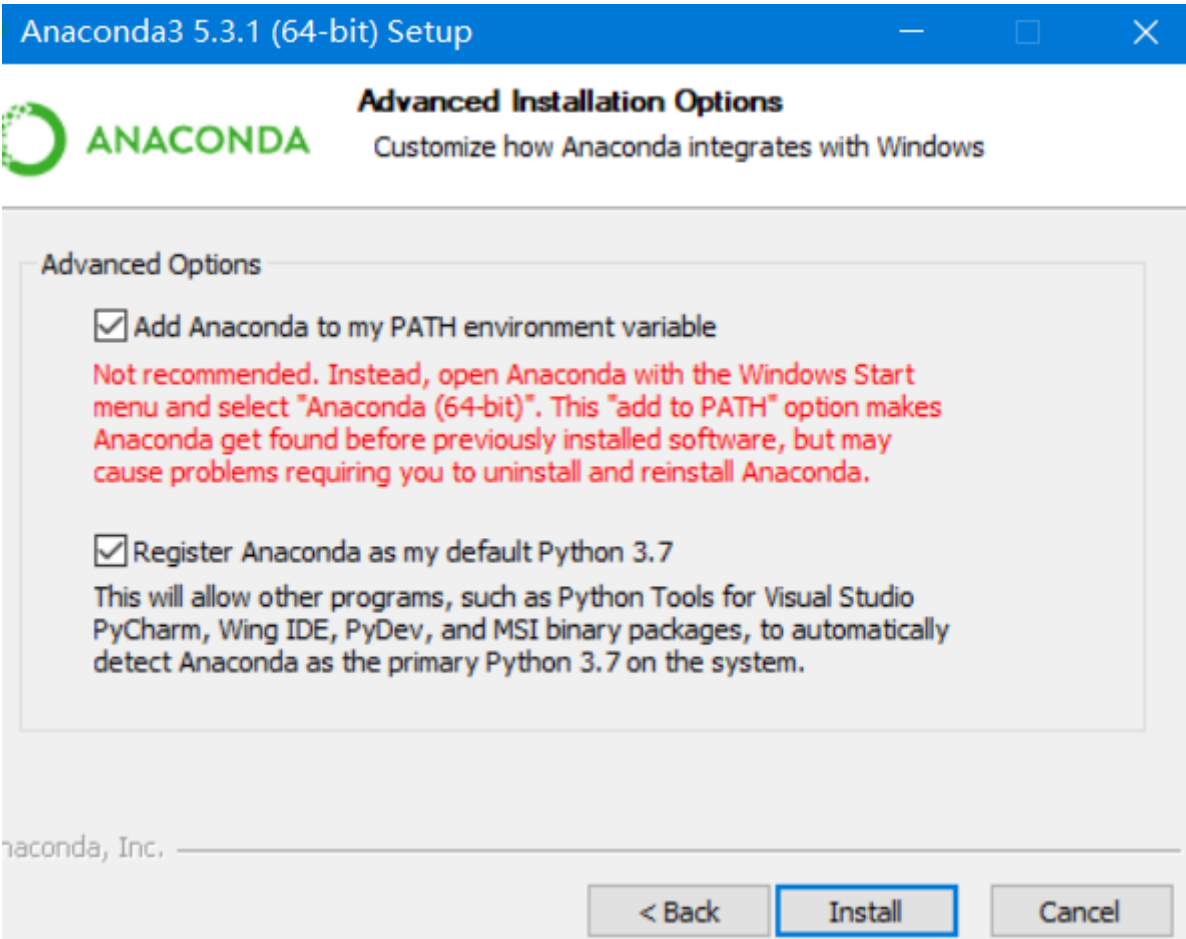 Anaconda3 5.3.1 (64-bit) Setup
ANACONDA
Advanced Installation Options
Customize how Anaconda integrates with Windows
Advanced Options
Add Anaconda to my PATH environment variable
Not recommended. Instead, open Anaconda with the Windows Start
menu and select "Anaconda (64-bit)". This "add to PATH" option makes
Anaconda get found before previously installed software, but may
cause problems requiring you to uninstall and reinstall Anaconda.
Register Anaconda as my default Python 3.7
This will allow other programs, such as Python Tools for Visual Studio
PyCharm, Wing IDE, PyDev, and MSI binary packages, to automatically
detect Anaconda as the primary Python 3.7 on the system.
naconda, Inc.
< Back Install Cancel